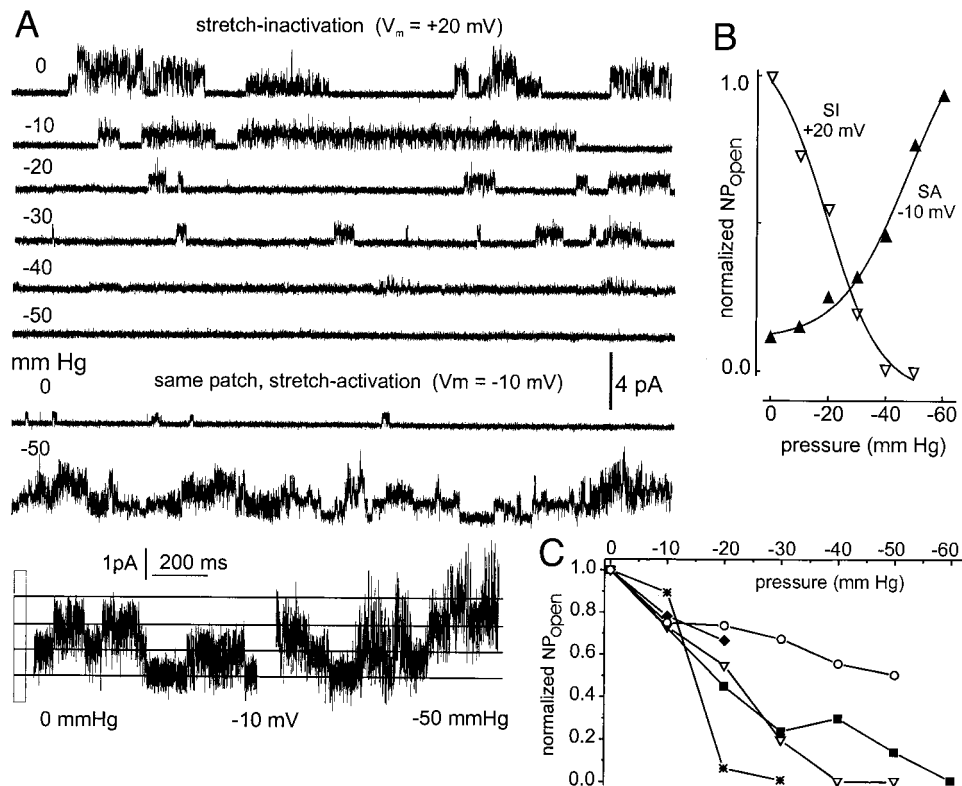 A
stretch-inactivation (Vm = +20 mV)
0
-10
-20
-30
-40
-50
mm Hg
0
same patch, stretch-activation (Vm = -10 mV)
4 pA
-50
1pA
200 ms
0 mmHg
-10 mV
-50 mmHg
B
1.0
0.0
normalized NPopen
SI
+20 mV
SA
-10 mV
0
-20
-40
-60
pressure (mm Hg)
C
0
-10
-20
-30
-40
-50
-60
pressure (mm Hg)
1.0
0.8
0.6
0.4
0.2
0.0
normalized NPopen